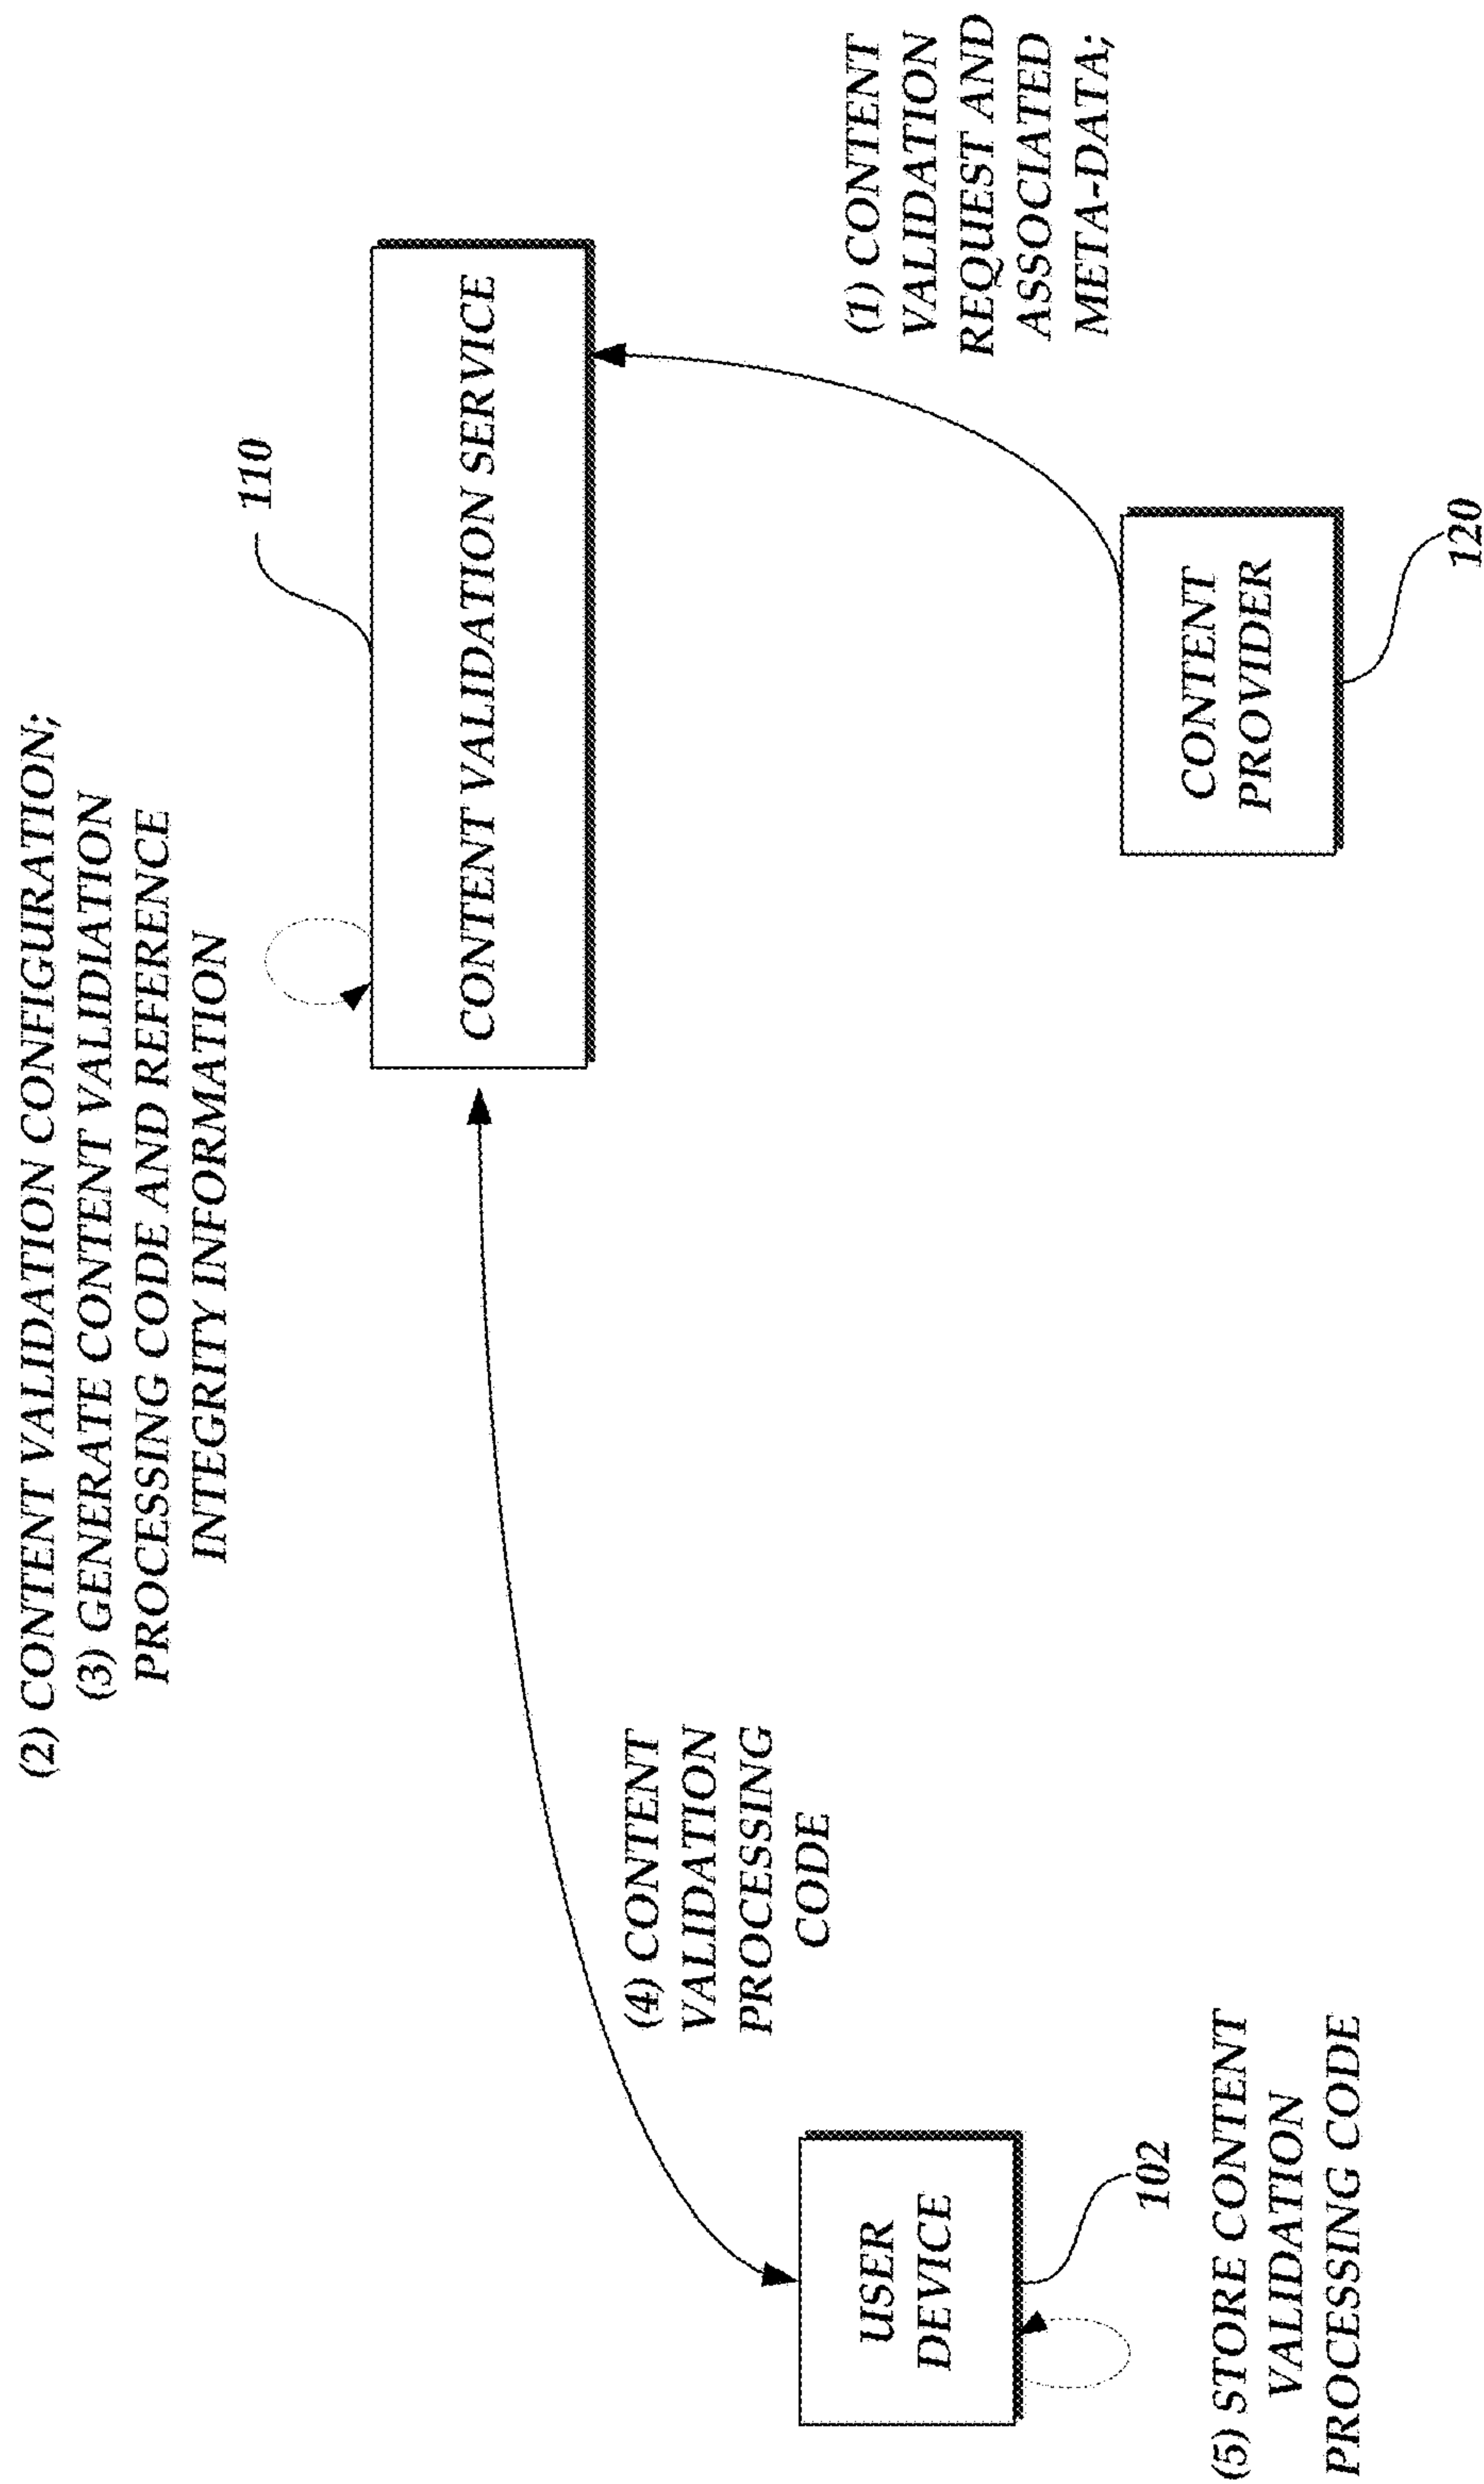 (2) CONTENT VALIDATION CONFIGURATION;
(3) GENERATE CONTENT VALIDIATION
PROCESSING CODE AND REFERENCE
INTEGRITY INFORMATION
110
CONTENT VALIDATION SERVICE
(4) CONTENT
VALIDATION
PROCESSING
CODE
(1) CONTENT
VALIDATION
REQUEST AND
ASSOCIATED
META-DATA;
USER
DEVICE
102
CONTENT
PROVIDER
120
(5) STORE CONTENT
VALIDATION
PROCESSING CODE